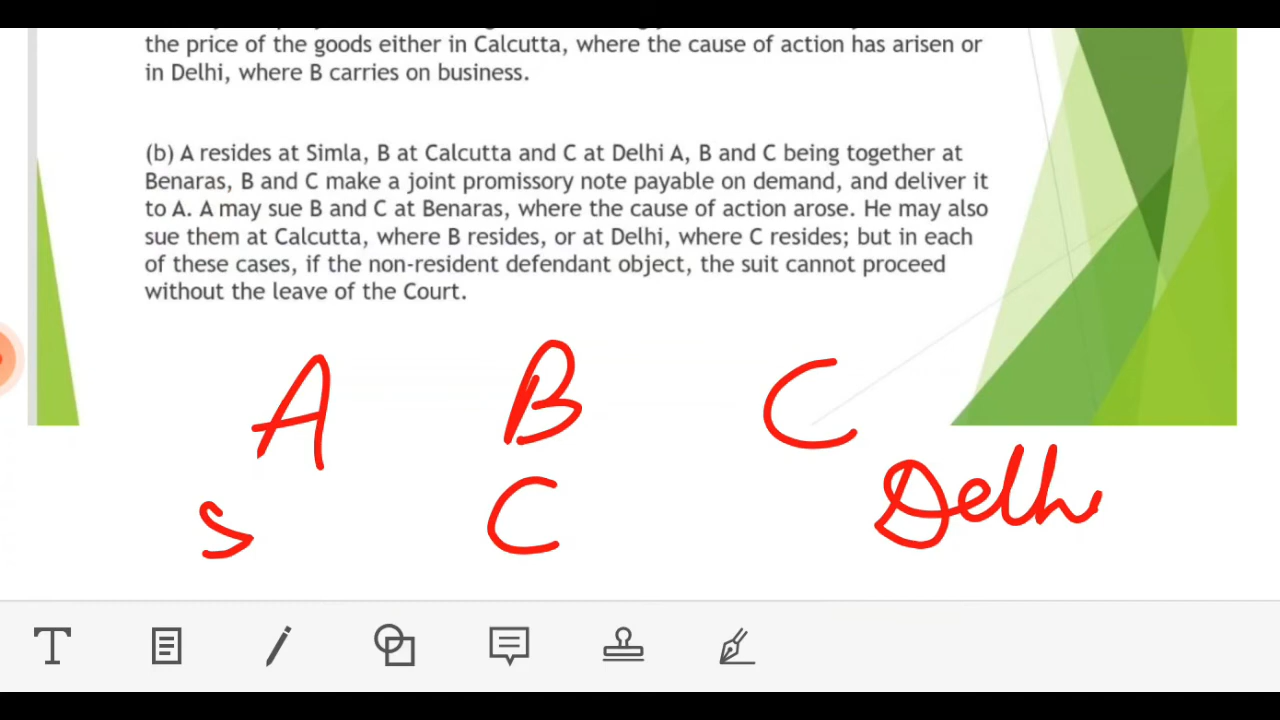 the price of the goods either in Calcutta, where the cause of action has arisen or
in Delhi, where B carries on business.
(b) A resides at Simla, B at Calcutta and C at Delhi A, B and C being together at
Benaras, B and C make a joint promissory note payable on demand, and deliver it
to A. A may sue B and C at Benaras, where the cause of action arose. He may also
sue them at Calcutta, where B resides, or at Delhi, where C resides; but in each
of these cases, if the non-resident defendant object, the suit cannot proceed
without the leave of the Court.
A B C
S C Delhi
T